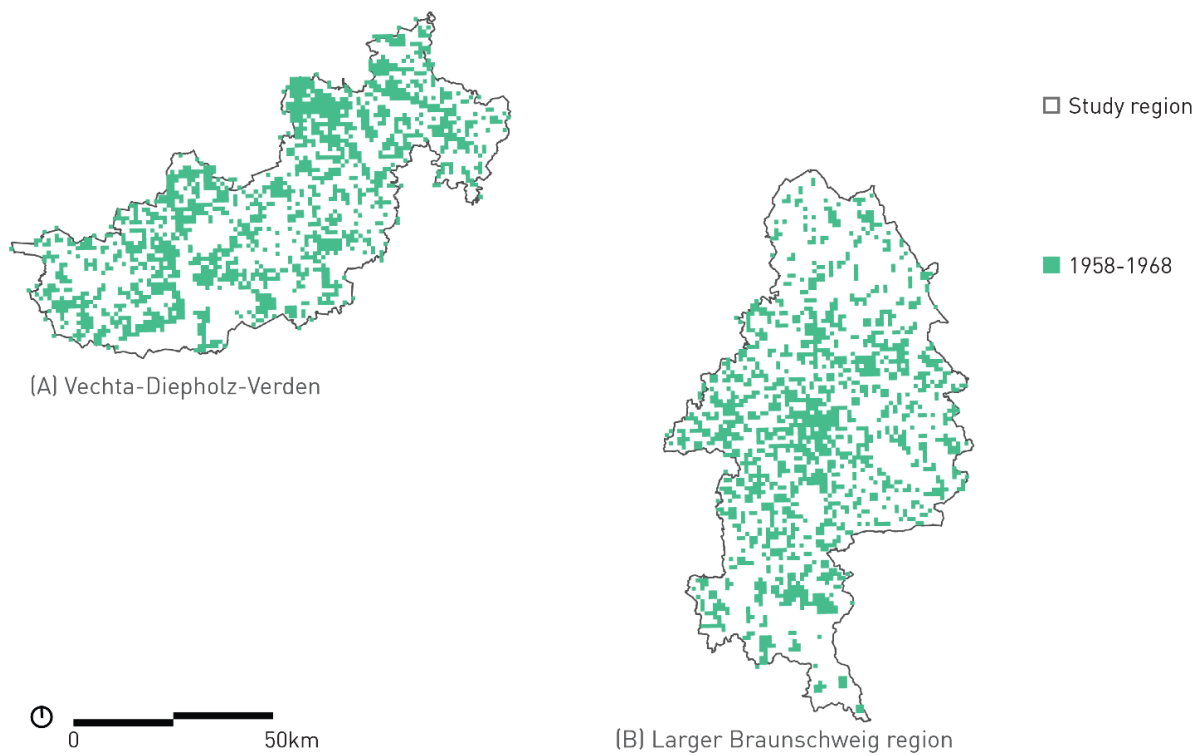 Study region
1958-1968
(A) Vechta-Diepholz-Verden
0 50km
(B) Larger Braunschweig region